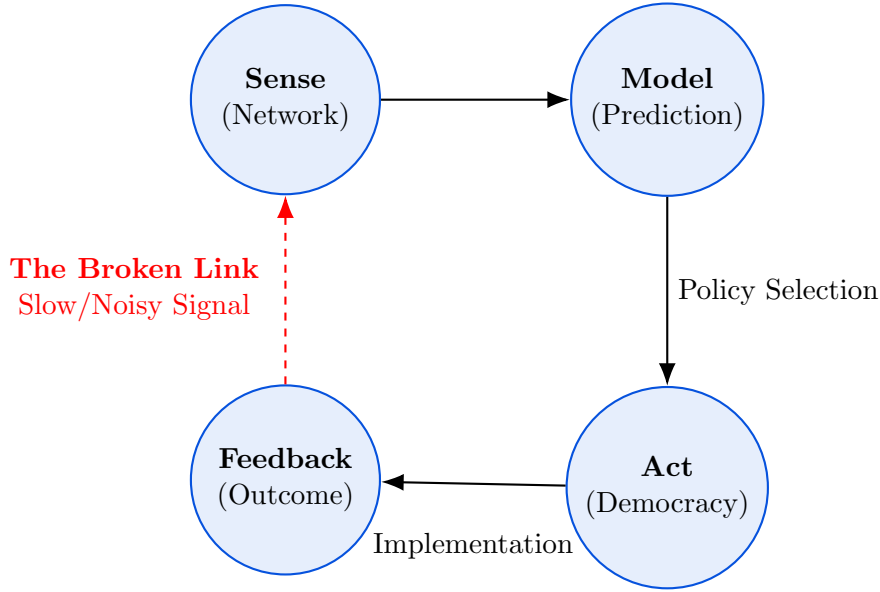 Sense
(Network)
Model
(Prediction)
The Broken Link
Slow/Noisy Signal
Policy Selection
Feedback
(Outcome)
Act
(Democracy)
Implementation